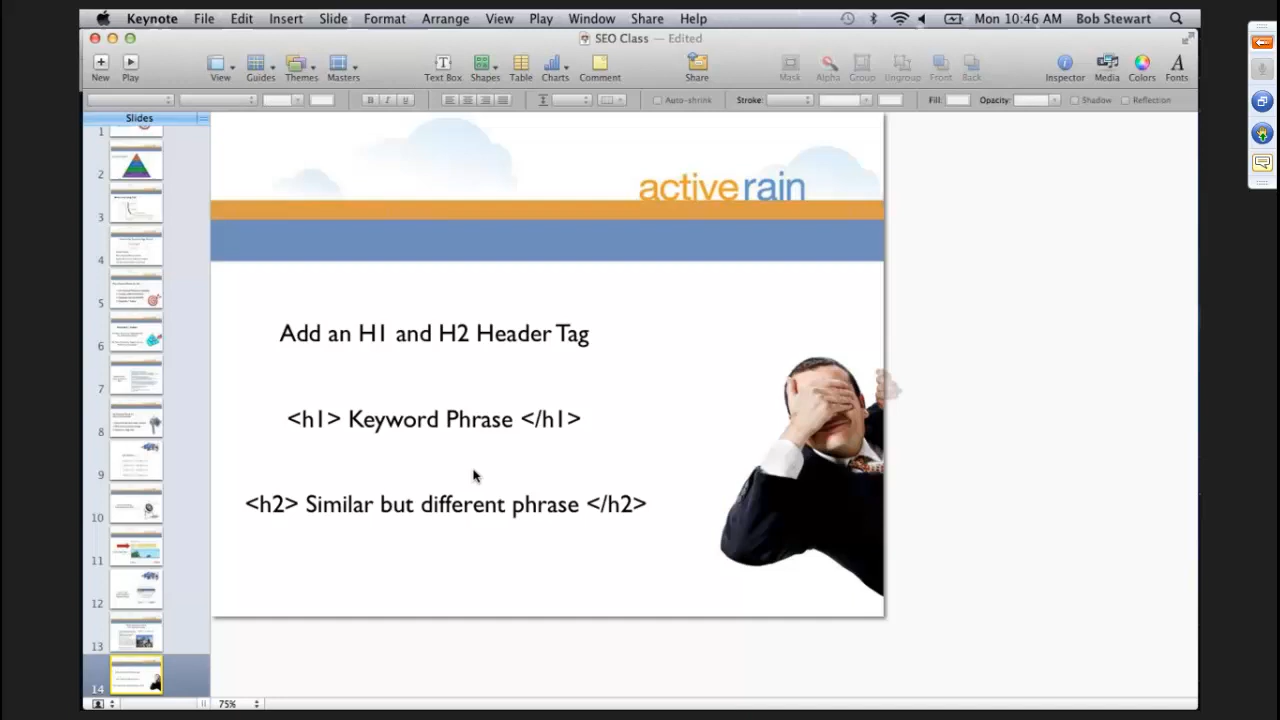 Keynote File Edit Insert Slide Format Arrange View Play Window Share Help Mon 10:46 AM Bob Stewart
SEO Class — Edited
New Play View Guides Themes Masters Text Box Shapes Table Charts Comment Share Mask Alpha Group Ungroup Front Back Inspector Media Colors Fonts
B I U Auto-shrink Stroke: Fill: Opacity: Shadow Reflection
Slides
1
2
3
4
5
6
7
8
9
10
11
12
13
14
activerain
Add an H1 and H2 Header Tag
<h1> Keyword Phrase </h1>
<h2> Similar but different phrase </h2>
75%